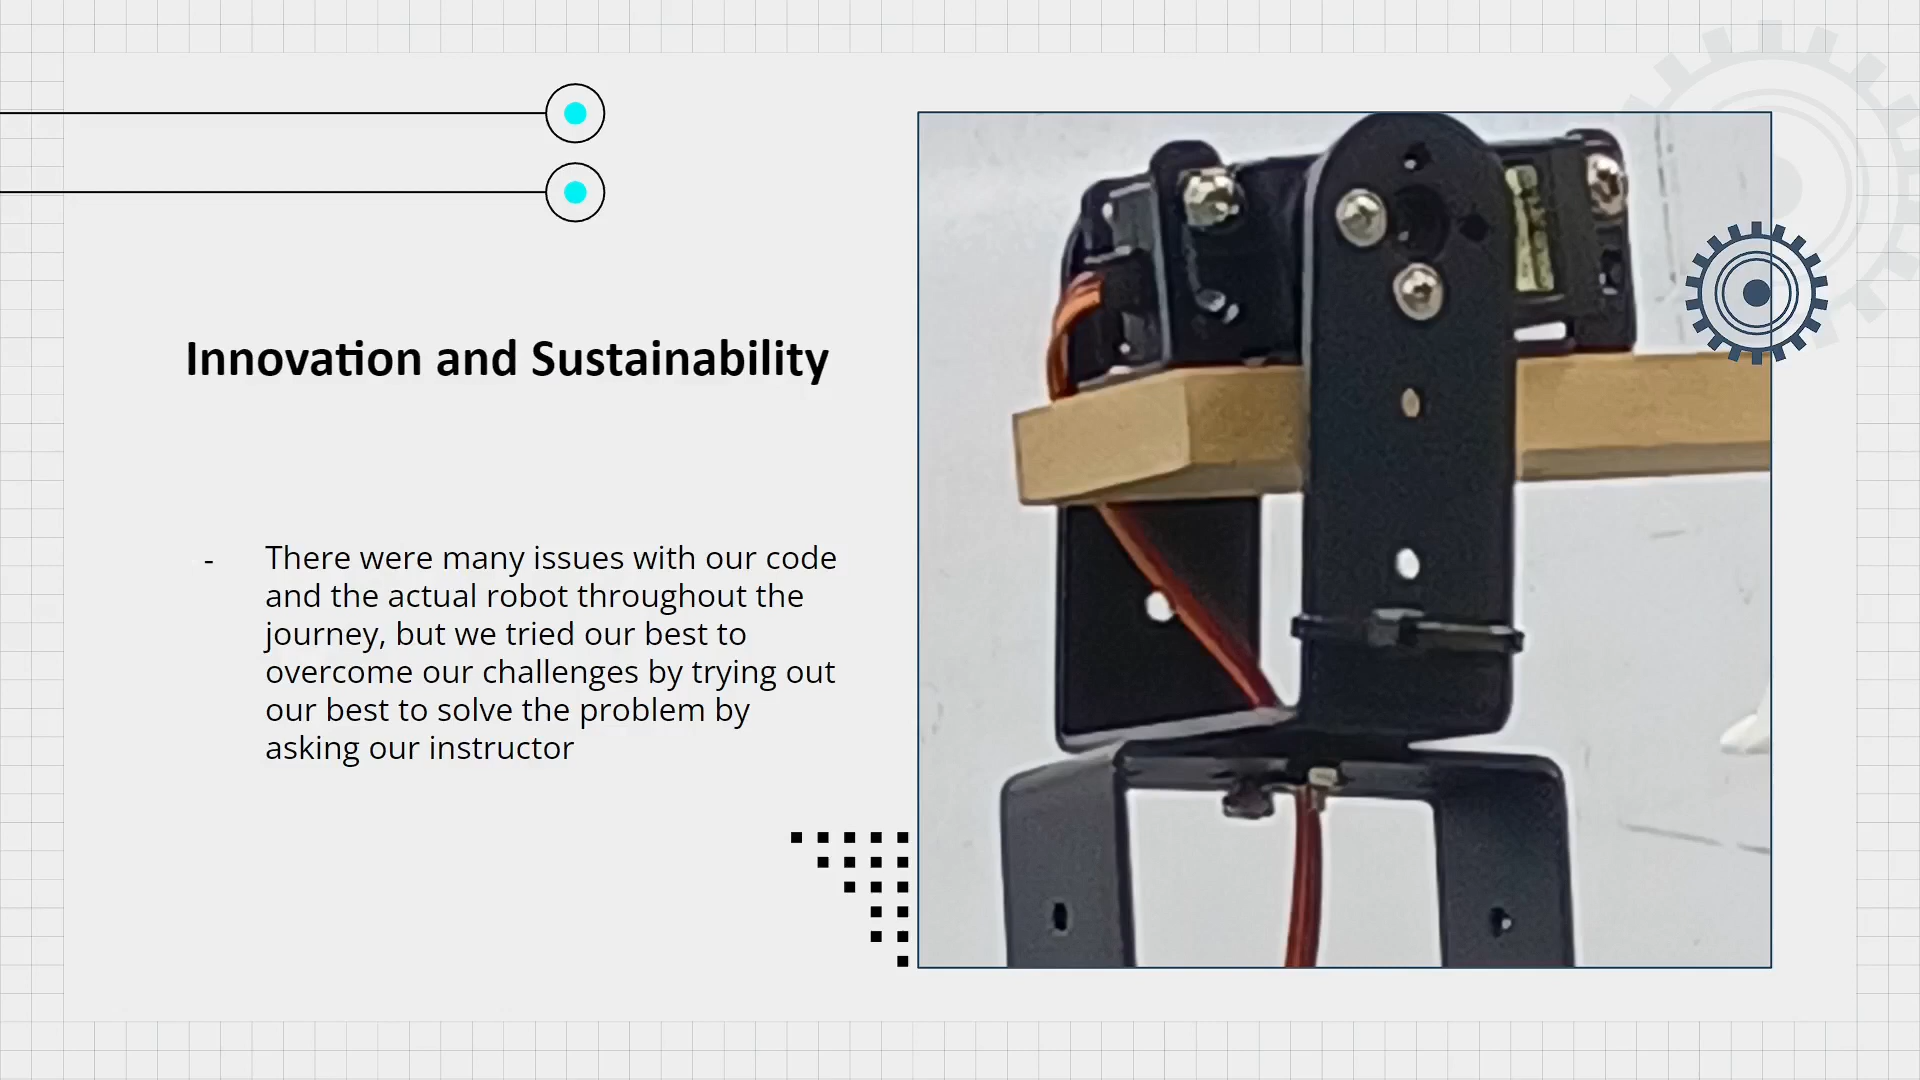 Innovation and Sustainability
- There were many issues with our code
and the actual robot throughout the
journey, but we tried our best to
overcome our challenges by trying out
our best to solve the problem by
asking our instructor